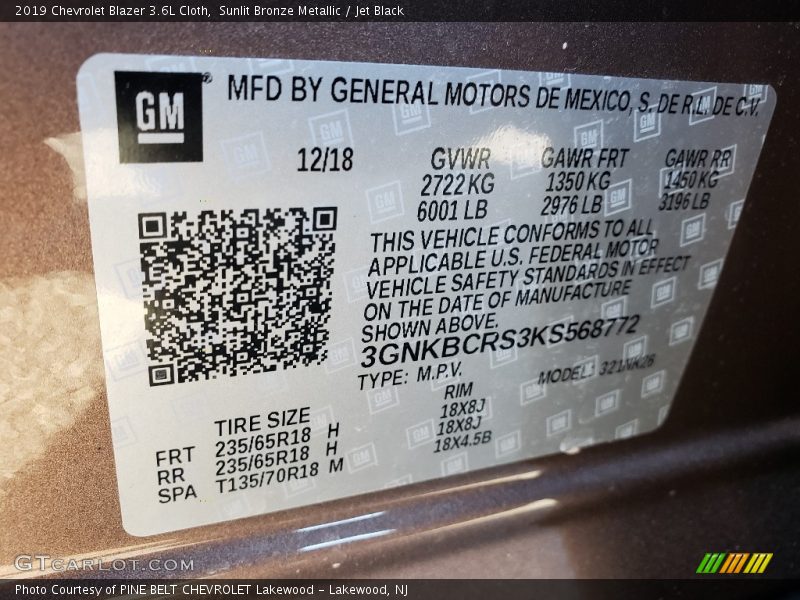 2019 Chevrolet Blazer 3.6L Cloth,  Sunlit Bronze Metallic / Jet Black
GM®
MFD BY GENERAL MOTORS DE MEXICO, S. DE R.L. DE C.V.
12/18
GVWR GAWR FRT GAWR RR
2722 KG 1350 KG 1450 KG
6001 LB 2976 LB 3196 LB
THIS VEHICLE CONFORMS TO ALL
APPLICABLE U.S. FEDERAL MOTOR
VEHICLE SAFETY STANDARDS IN EFFECT
ON THE DATE OF MANUFACTURE
SHOWN ABOVE.
3GNKBCRS3KS568772
TYPE: M.P.V. MODEL: 321NK26
TIRE SIZE RIM
FRT 235/65R18 H 18X8J
RR 235/65R18 H 18X8J
SPA T135/70R18 M 18X4.5B
GTCARLOT.COM
Photo Courtesy of PINE BELT CHEVROLET Lakewood – Lakewood, NJ